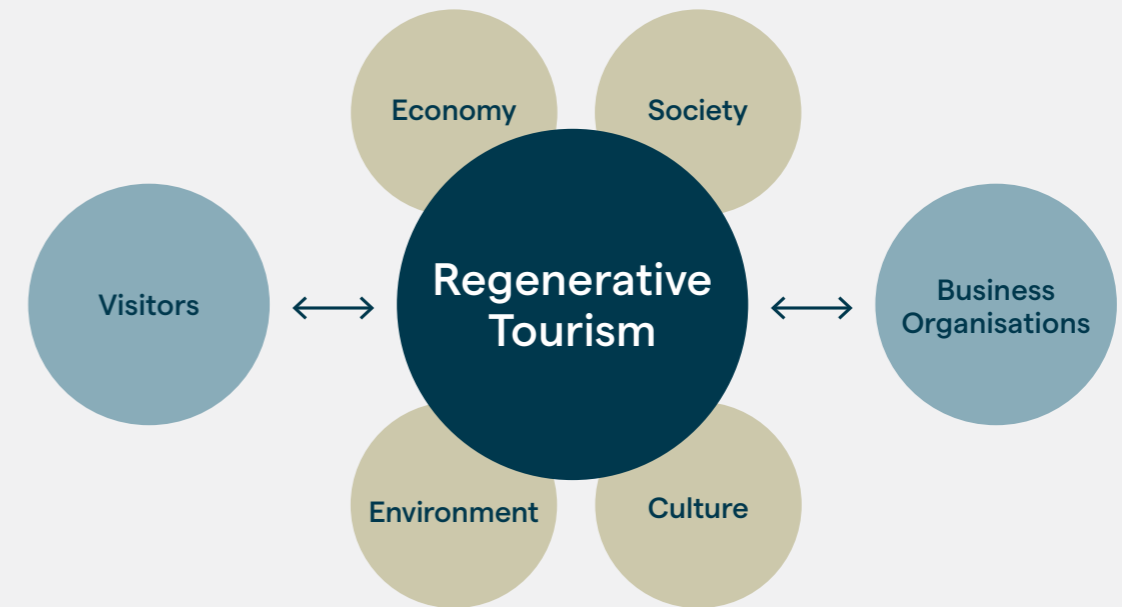 Economy
Society
Visitors
Regenerative
Tourism
Business
Organisations
Environment
Culture